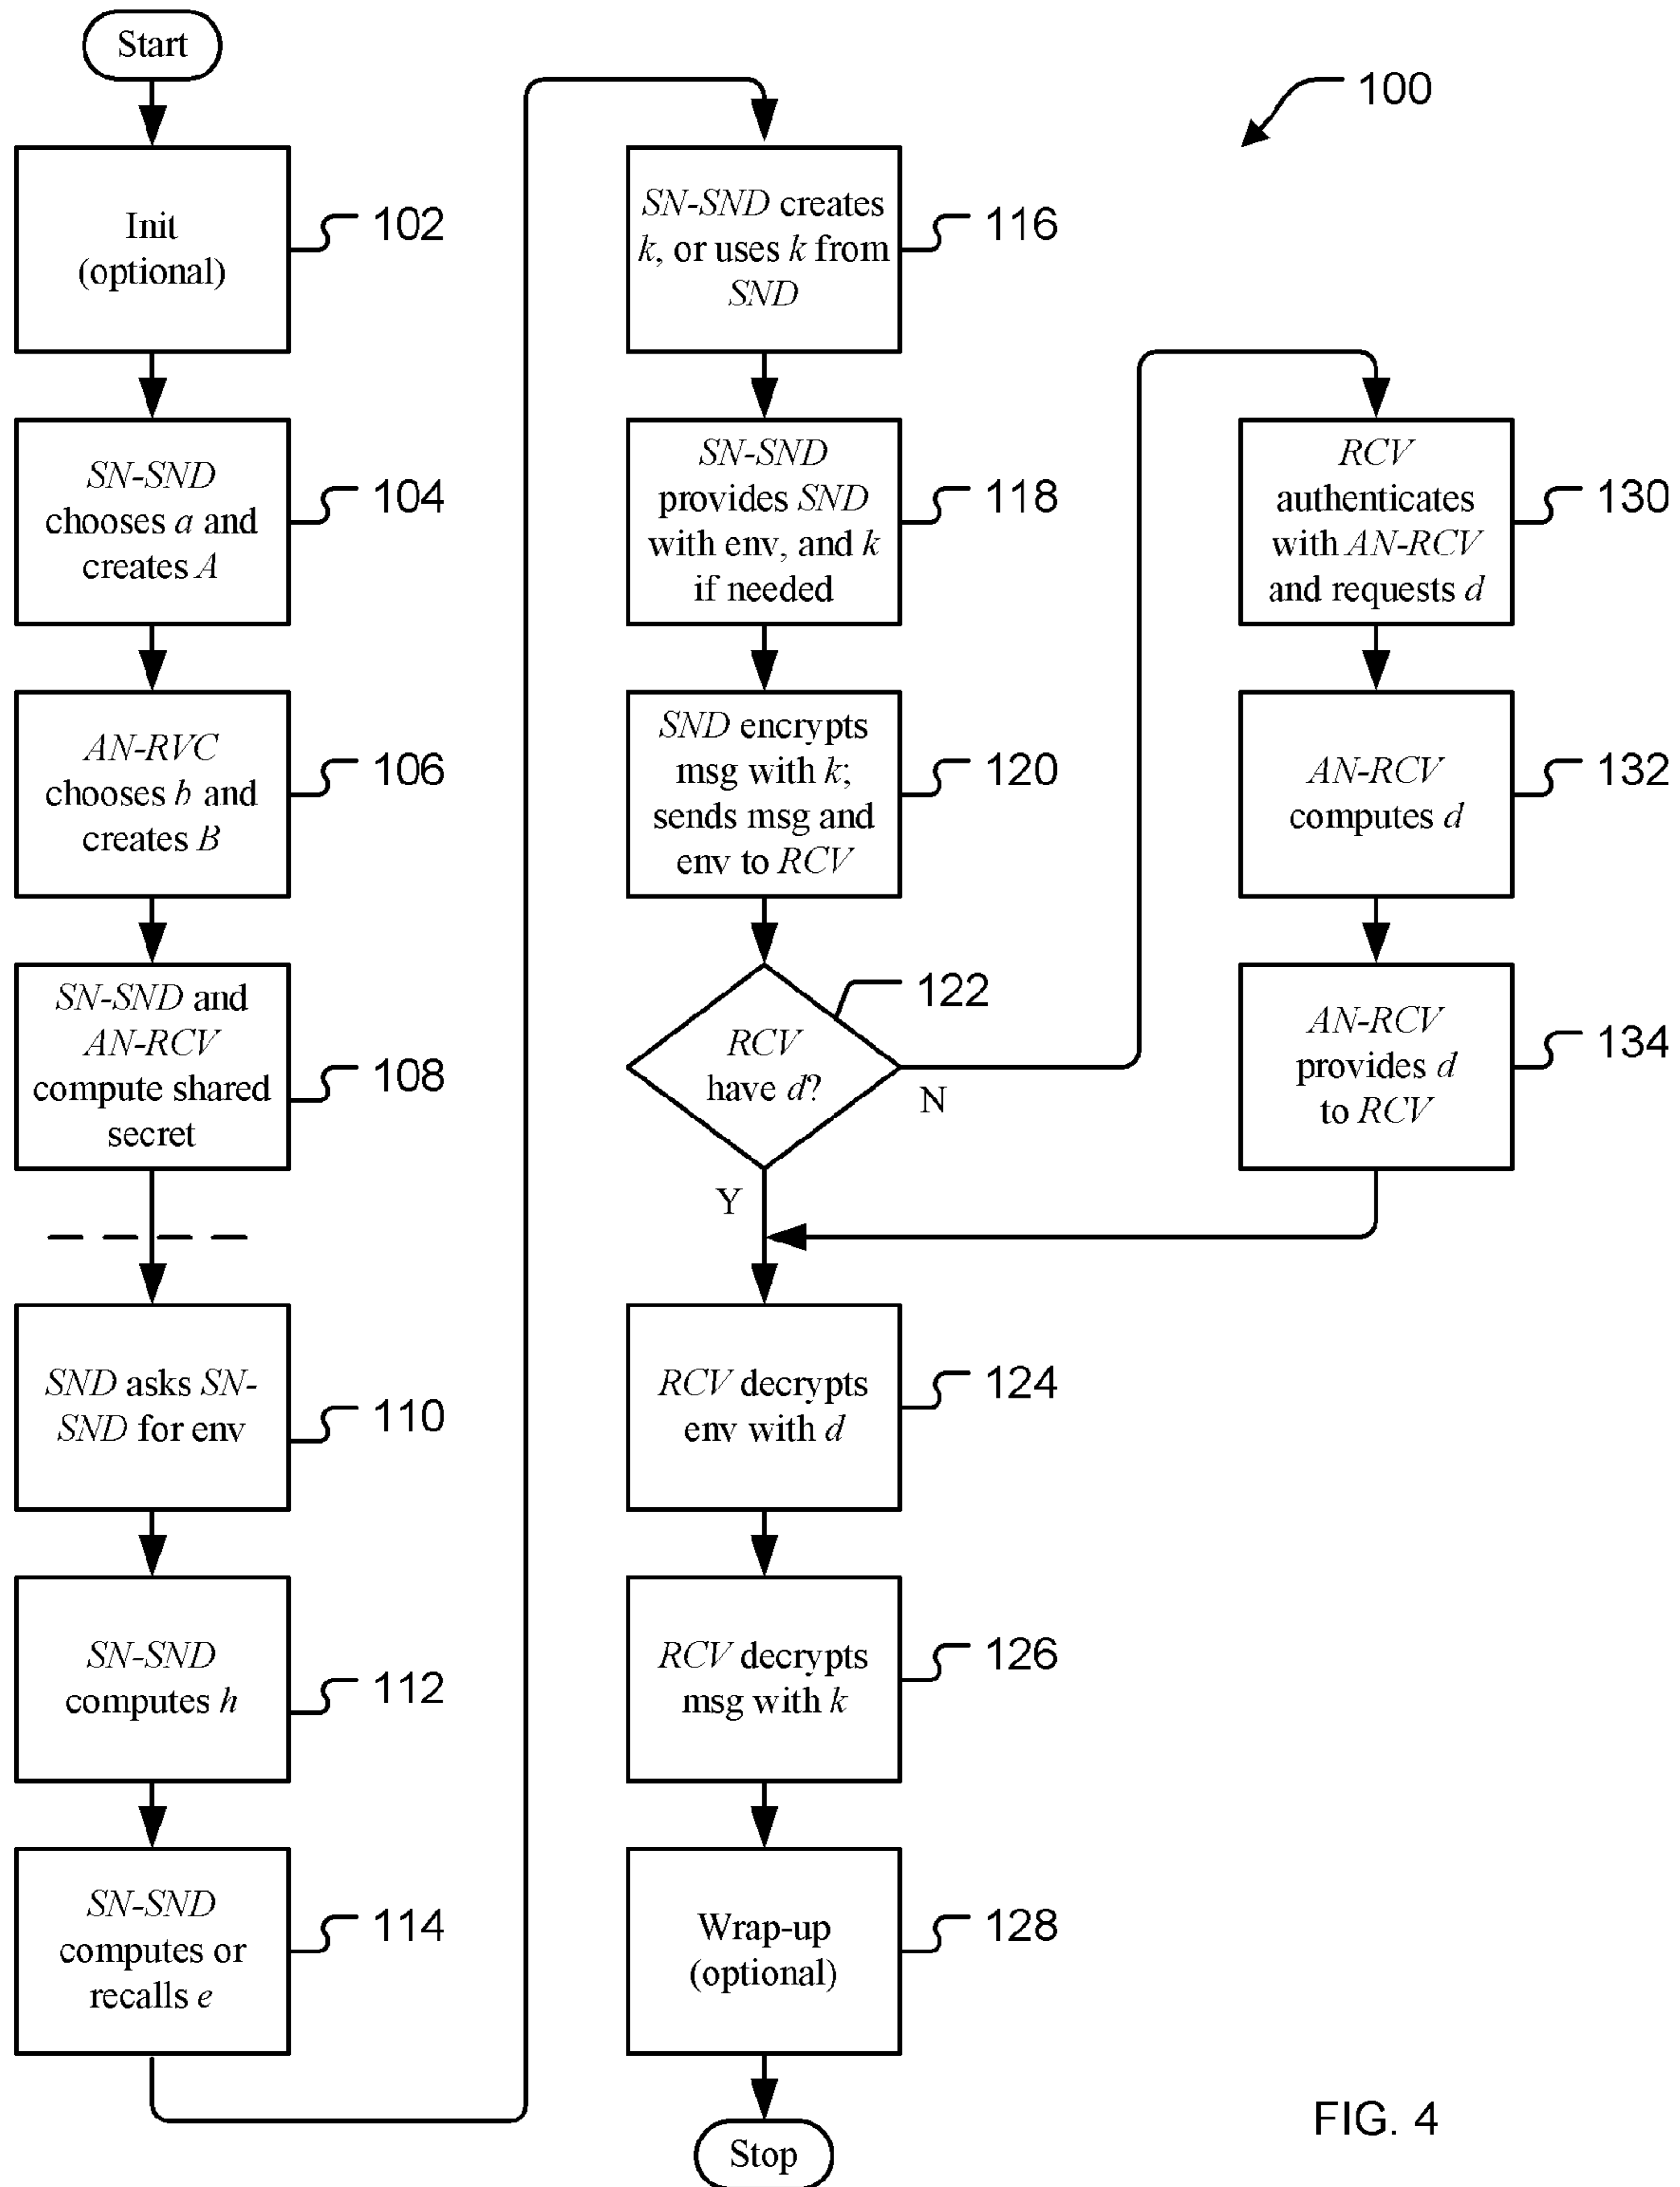 Start
Init
(optional)
102
SN-SND
chooses a and
creates A
104
AN-RVC
chooses b and
creates B
106
SN-SND and
AN-RCV
compute shared
secret
108
SND asks SN-
SND for env
110
SN-SND
computes h
112
SN-SND
computes or
recalls e
114
SN-SND creates
k, or uses k from
SND
116
SN-SND
provides SND
with env, and k
if needed
118
SND encrypts
msg with k;
sends msg and
env to RCV
120
RCV
have d?
122
N
Y
RCV decrypts
env with d
124
RCV decrypts
msg with k
126
Wrap-up
(optional)
128
Stop
100
RCV
authenticates
with AN-RCV
and requests d
130
AN-RCV
computes d
132
AN-RCV
provides d
to RCV
134
FIG. 4